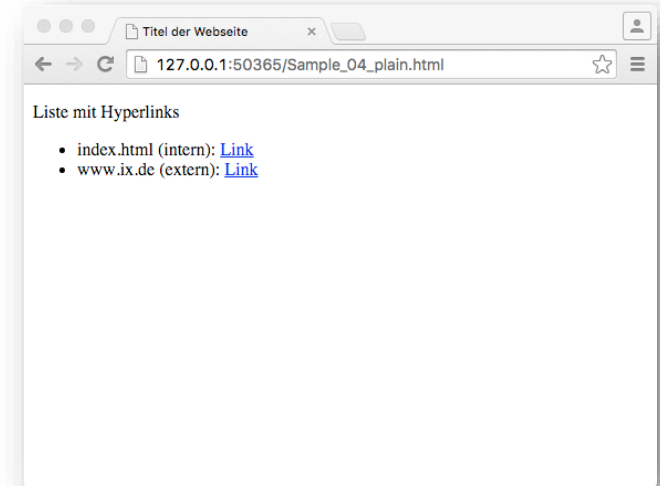 Titel der Webseite
127.0.0.1:50365/Sample_04_plain.html
Liste mit Hyperlinks
• index.html (intern): Link
• www.ix.de (extern): Link